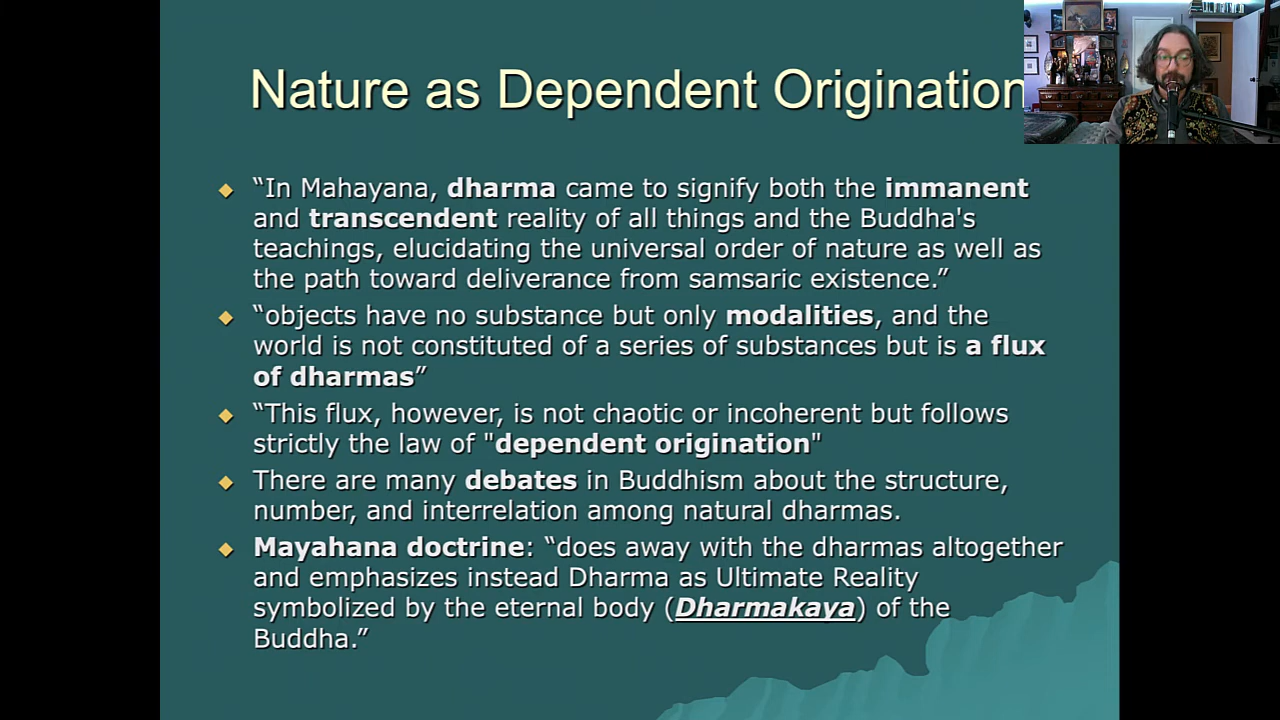 Nature as Dependent Origination
“In Mahayana, dharma came to signify both the immanent
and transcendent reality of all things and the Buddha's
teachings, elucidating the universal order of nature as well as
the path toward deliverance from samsaric existence.”
“objects have no substance but only modalities, and the
world is not constituted of a series of substances but is a flux
of dharmas”
“This flux, however, is not chaotic or incoherent but follows
strictly the law of "dependent origination"
There are many debates in Buddhism about the structure,
number, and interrelation among natural dharmas.
Mayahana doctrine: “does away with the dharmas altogether
and emphasizes instead Dharma as Ultimate Reality
symbolized by the eternal body (Dharmakaya) of the
Buddha.”